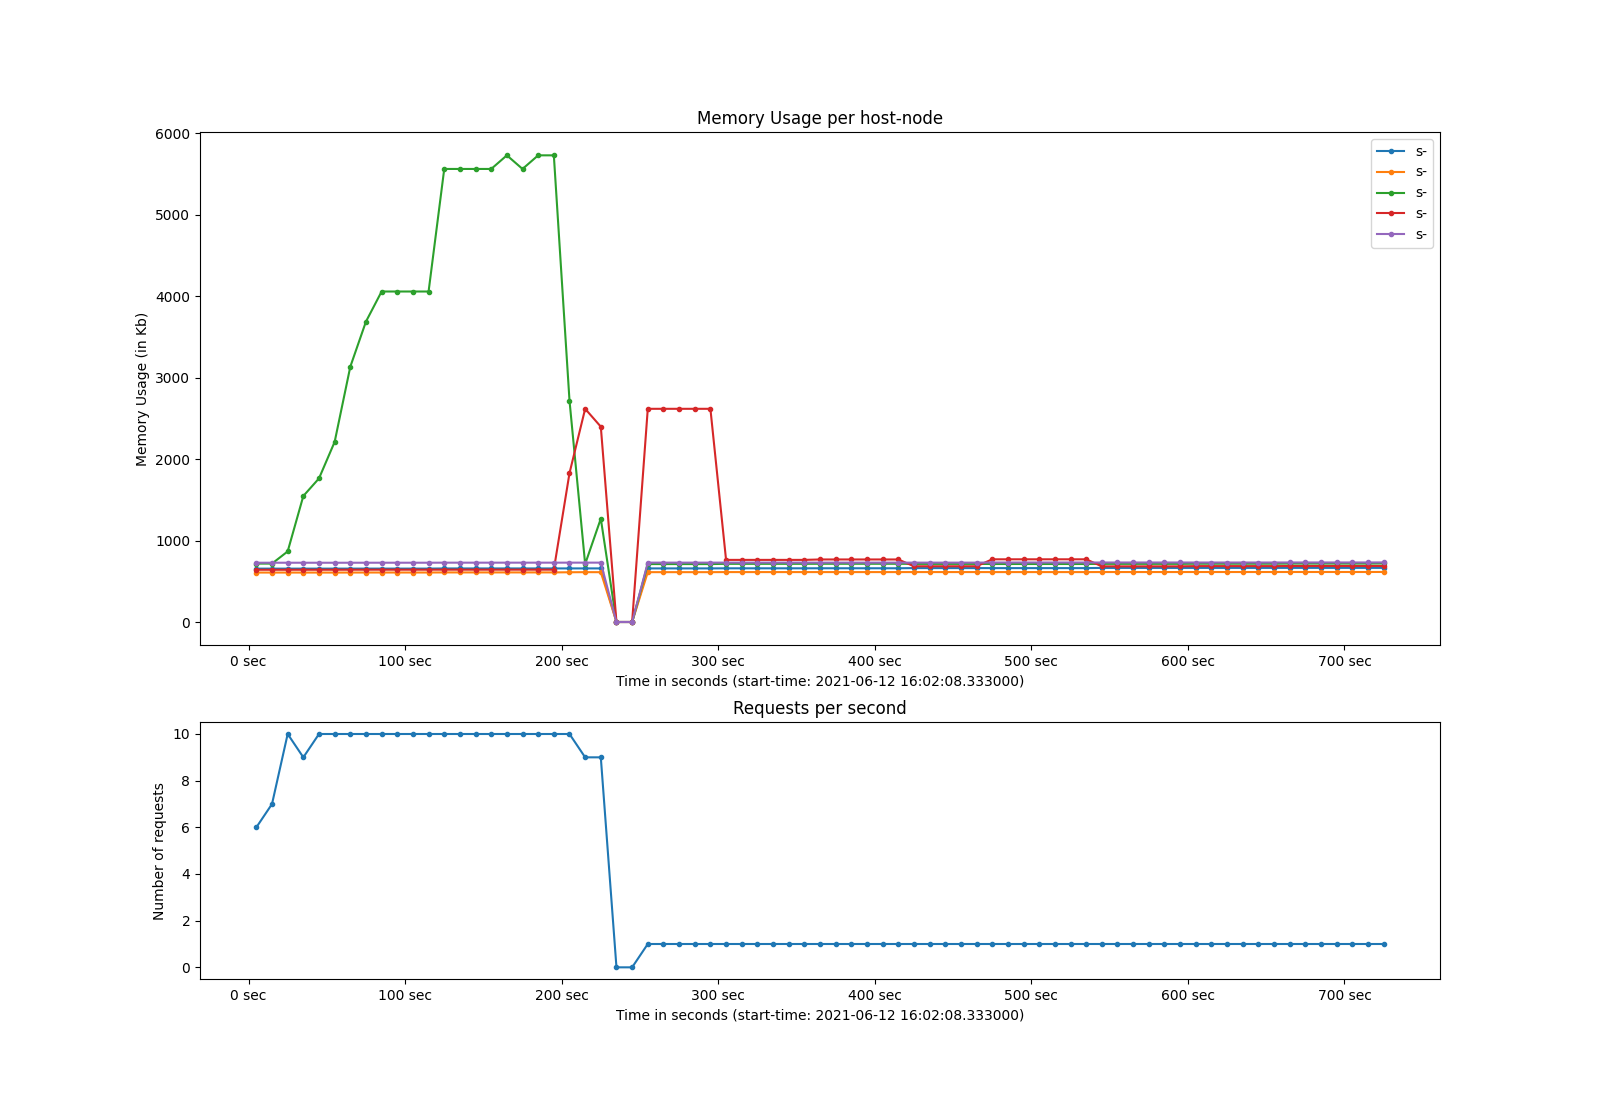 Memory Usage per host-node
6000
5000
4000
3000
2000
1000
0
Memory Usage (in Kb)
s-
s-
s-
s-
s-
0 sec 100 sec 200 sec 300 sec 400 sec 500 sec 600 sec 700 sec
Time in seconds (start-time: 2021-06-12 16:02:08.333000)
Requests per second
10
8
6
4
2
0
Number of requests
0 sec 100 sec 200 sec 300 sec 400 sec 500 sec 600 sec 700 sec
Time in seconds (start-time: 2021-06-12 16:02:08.333000)